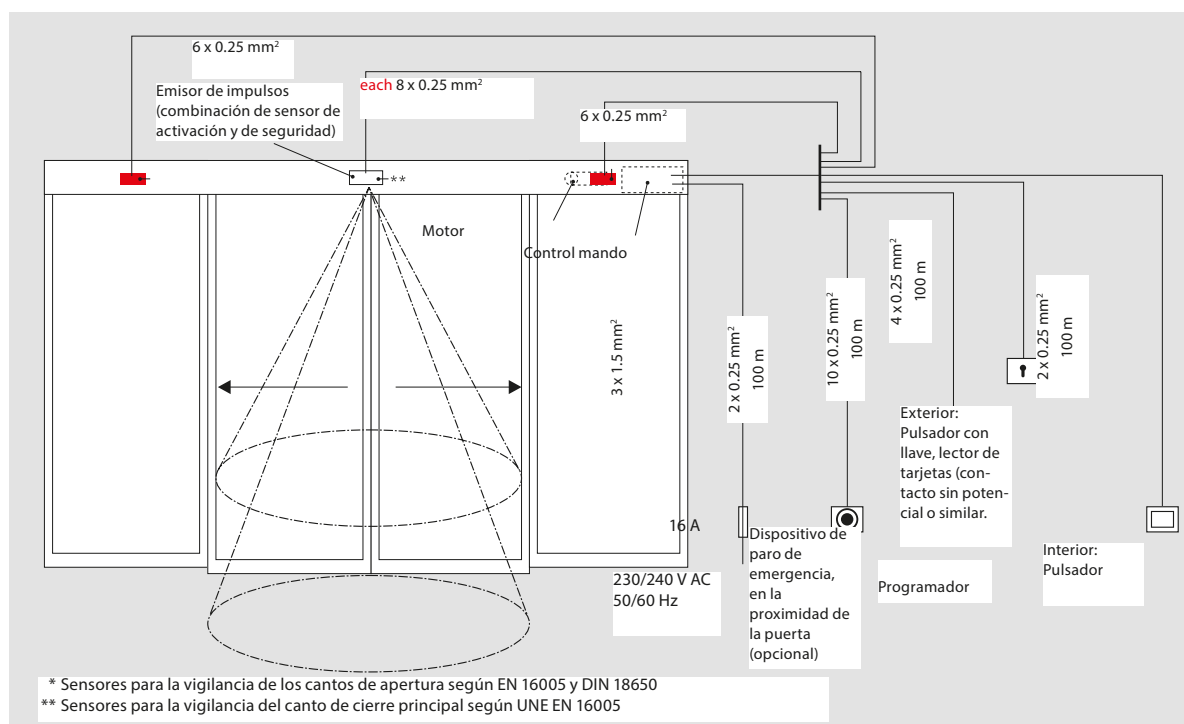 6 x 0.25 mm²
Emisor de impulsos
(combinación de sensor de
activación y de seguridad)
each 8 x 0.25 mm²
6 x 0.25 mm²
**
Motor
Control mando
3 x 1.5 mm²
2 x 0.25 mm²
100 m
10 x 0.25 mm²
100 m
4 x 0.25 mm²
100 m
2 x 0.25 mm²
100 m
16 A
230/240 V AC
50/60 Hz
Dispositivo de
paro de
emergencia,
en la
proximidad de
la puerta
(opcional)
Programador
Exterior:
Pulsador con
llave, lector de
tarjetas (con-
tacto sin poten-
cial o similar.
Interior:
Pulsador
* Sensores para la vigilancia de los cantos de apertura según EN 16005 y DIN 18650
** Sensores para la vigilancia del canto de cierre principal según UNE EN 16005